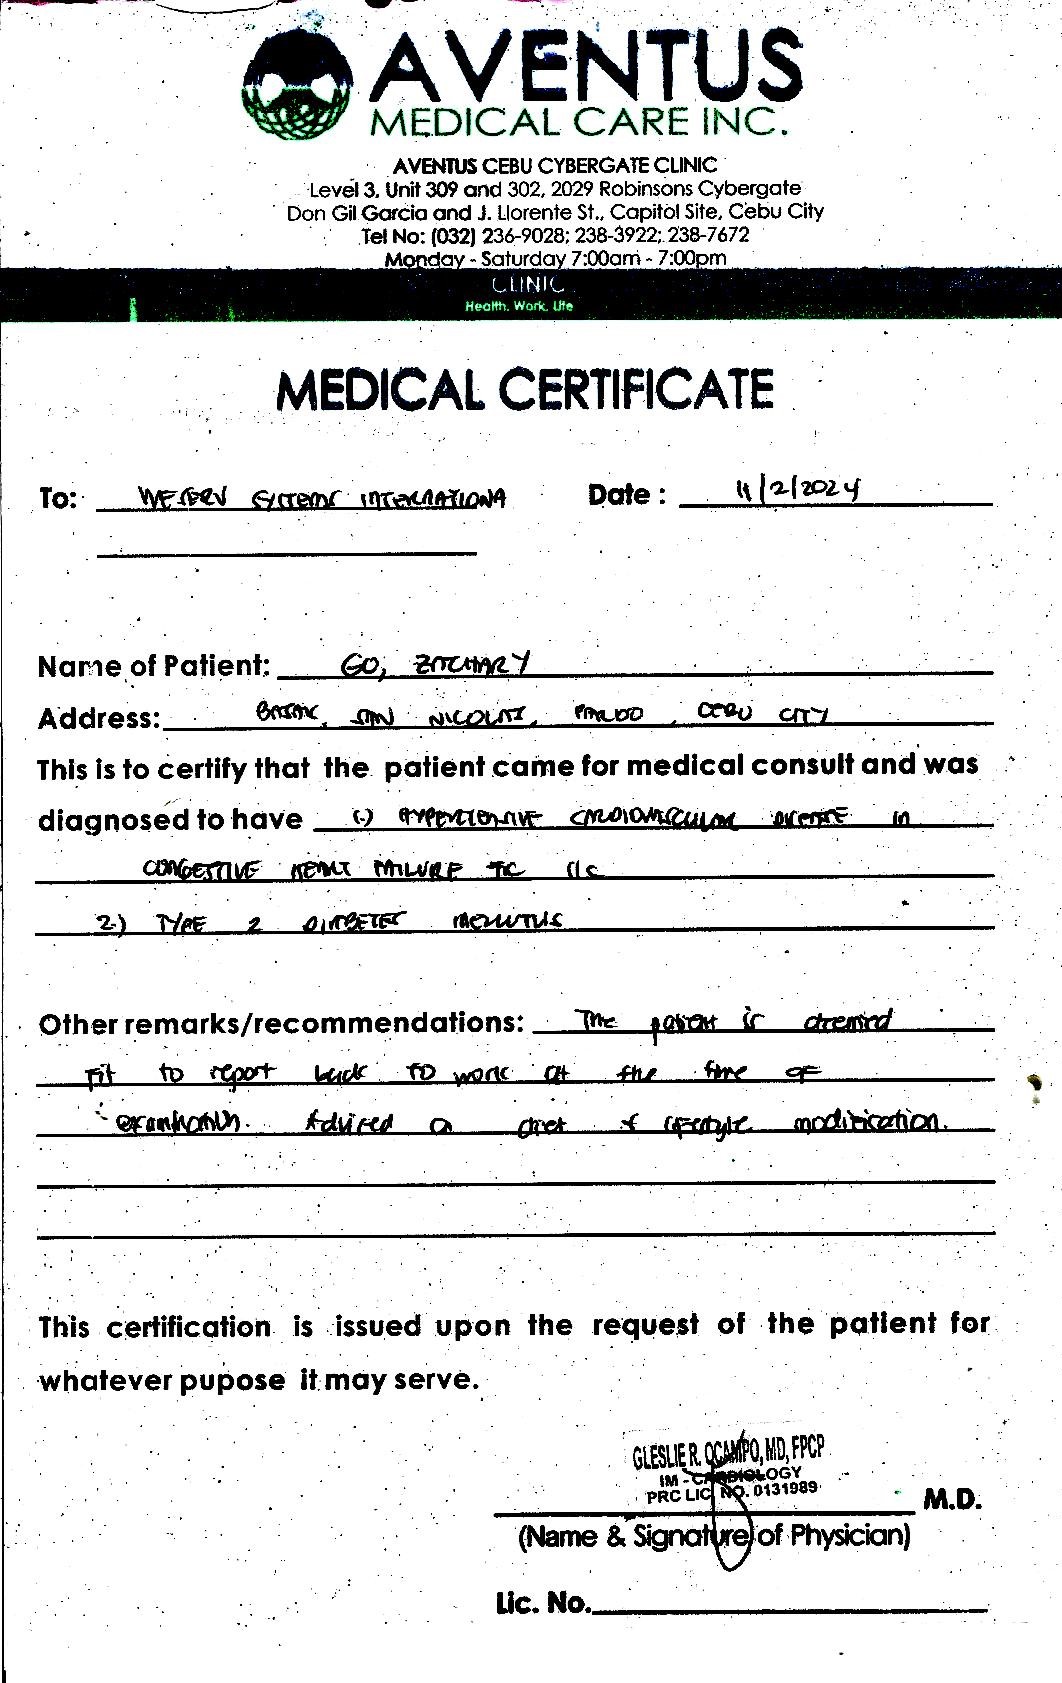 AVENTUS
MEDICAL CARE INC.
AVENTUS CEBU CYBERGATE CLINIC
Level 3, Unit 309 and 302, 2029 Robinsons Cybergate
Don Gil Garcia and J. Llorente St., Capitol Site, Cebu City
Tel No: (032) 236-9028; 238-3922; 238-7672
Monday - Saturday 7:00am - 7:00pm
CLINIC
Health. Work. Life
MEDICAL CERTIFICATE
To: WESERV SYSTEMS INTERNATIONA Date : 11/2/2024
Name of Patient: GO,
Address: SAN NICOLAS, PARDO, CEBU CITY
This is to certify that the patient came for medical consult and was
diagnosed to have 1.) HYPERTENSIVE CARDIOVASCULAR DISEASE in
CONGESTIVE HEART FAILURE FC
2.) TYPE 2 DIABETES MELLITUS
Other remarks/recommendations: The patient is deemed
Fit to report back to work at the time of
examination. Advised on diet & lifestyle modification.
This certification is issued upon the request of the patient for
whatever pupose it may serve.
GLESLIE R. OCAMPO, MD, FPCP
IM - CARDIOLOGY
PRC LIC NO. 0131989
M.D.
(Name & Signature of Physician)
Lic. No.